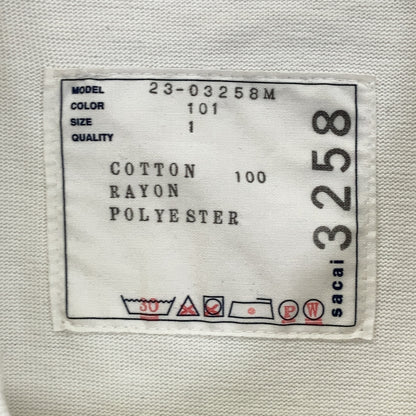 MODEL 23-03258M
COLOR 101
SIZE 1
QUALITY
COTTON 100
RAYON
POLYESTER
30 P W
sacai 3258